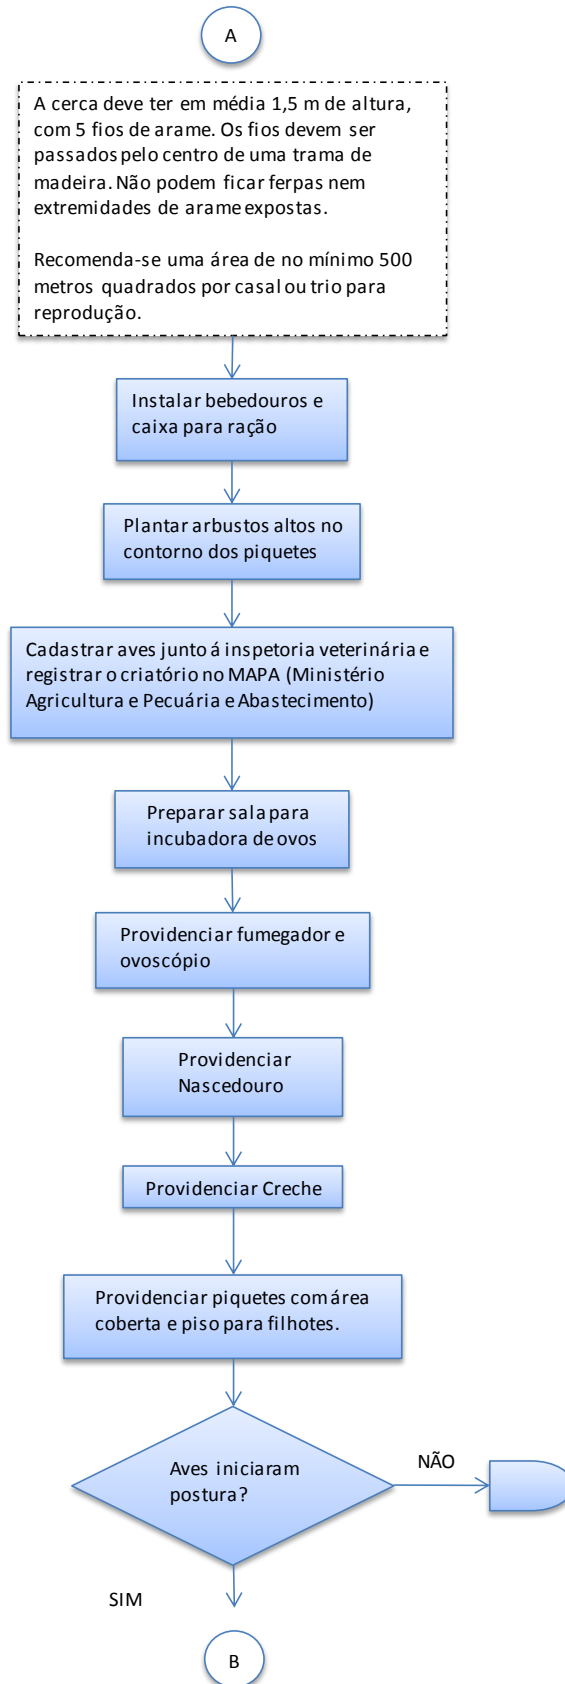 A
A cerca deve ter em média 1,5 m de altura,
com 5 fios de arame. Os fios devem ser
passados pelo centro de uma trama de
madeira. Não podem ficar ferpas nem
extremidades de arame expostas.
Recomenda-se uma área de no mínimo 500
metros quadrados por casal ou trio para
reprodução.
Instalar bebedouros e
caixa para ração
Plantar arbustos altos no
contorno dos piquetes
Cadastrar aves junto á inspetoria veterinária e
registrar o criatório no MAPA (Ministério
Agricultura e Pecuária e Abastecimento)
Preparar sala para
incubadora de ovos
Providenciar fumegador e
ovoscópio
Providenciar
Nascedouro
Providenciar Creche
Providenciar piquetes com área
coberta e piso para filhotes.
Aves iniciaram
postura?
NÃO
SIM
B